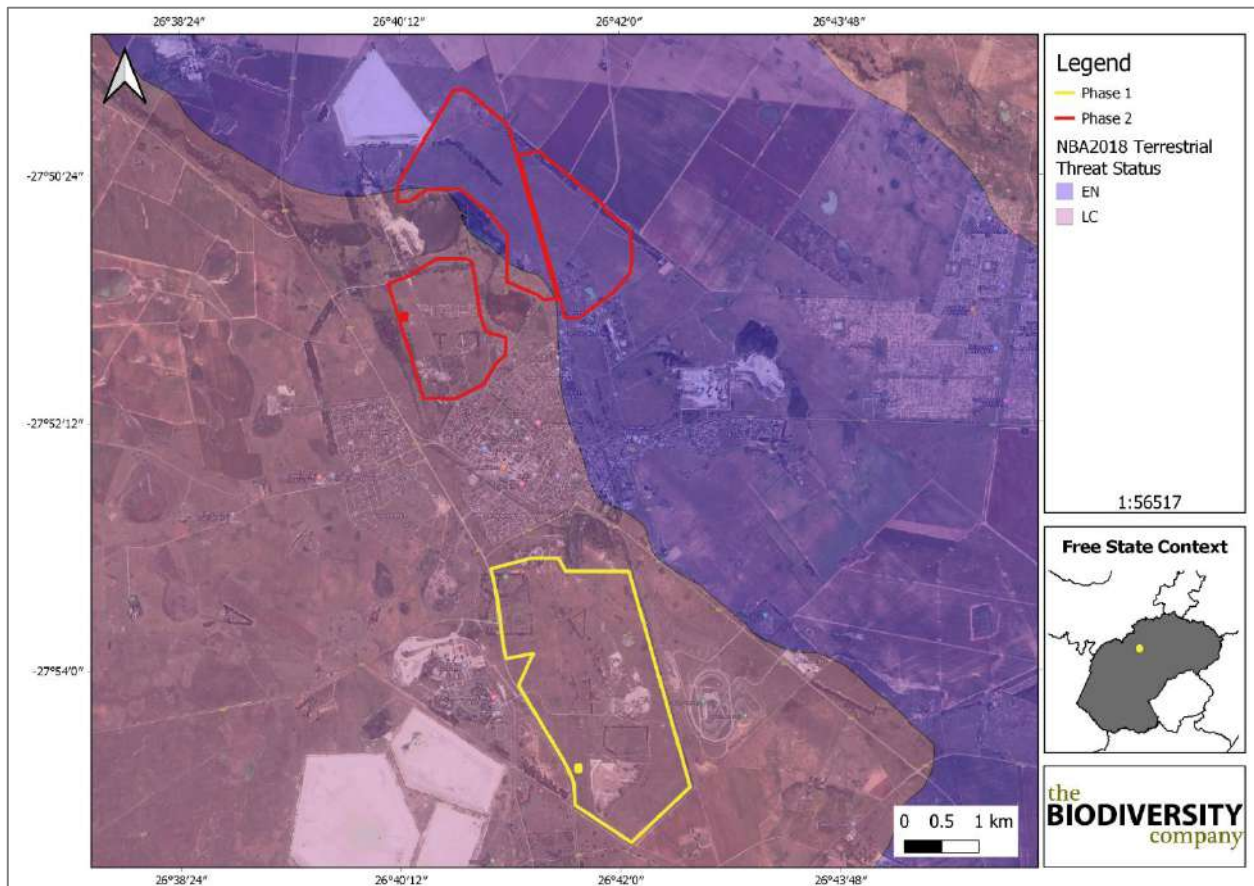 26°38′24″ 26°40′12″ 26°42′0″ 26°43′48″
-27°50′24″
-27°52′12″
-27°54′0″
26°38′24″ 26°40′12″ 26°42′0″ 26°43′48″
0 0.5 1 km
Legend
Phase 1
Phase 2
NBA2018 Terrestrial
Threat Status
EN
LC
1:56517
Free State Context
the
BIODIVERSITY
company